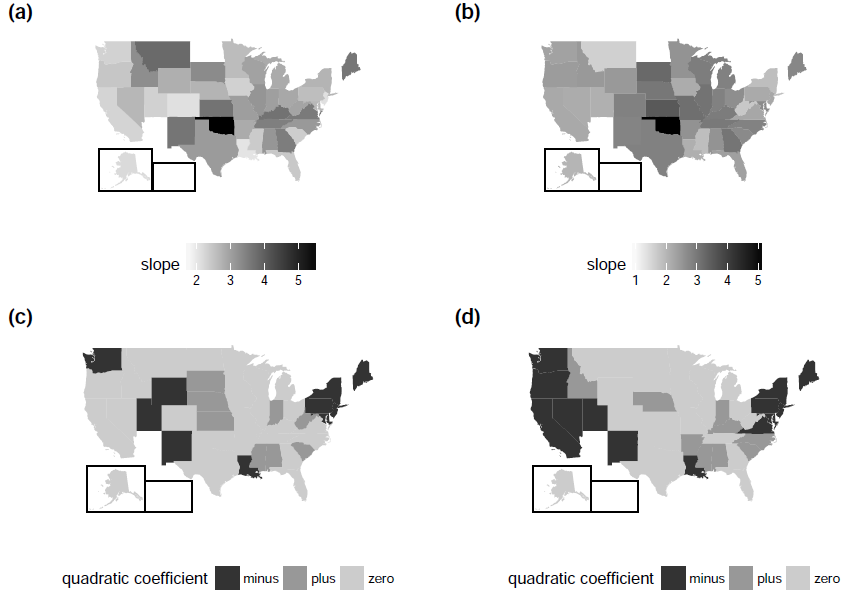 (a)
(b)
slope
2 3 4 5
slope
1 2 3 4 5
(c)
(d)
quadratic coefficient minus plus zero
quadratic coefficient minus plus zero